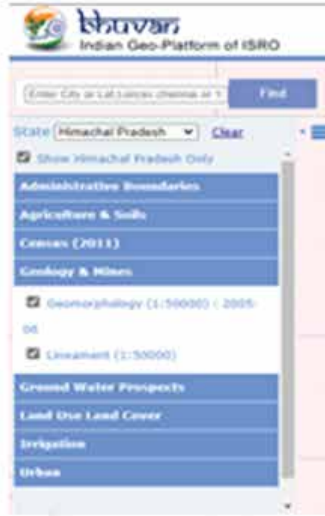 bhuvan
Indian Geo-Platform of ISRO
Find
State Himachal Pradesh Clear
Show Himachal Pradesh Only
Administrative Boundaries
Agriculture & Soils
Census (2011)
Geology & Mines
Geomorphology (1:50000) : 2005-
06
Lineament (1:50000)
Ground Water Prospects
Land Use Land Cover
Irrigation
Urban